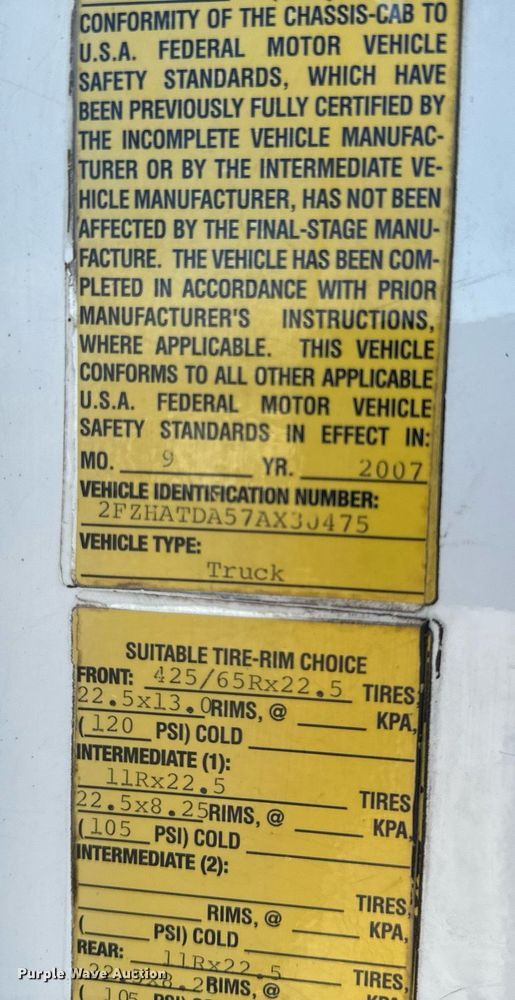 CONFORMITY OF THE CHASSIS-CAB TO
U.S.A. FEDERAL MOTOR VEHICLE
SAFETY STANDARDS, WHICH HAVE
BEEN PREVIOUSLY FULLY CERTIFIED BY
THE INCOMPLETE VEHICLE MANUFAC-
TURER OR BY THE INTERMEDIATE VE-
HICLE MANUFACTURER, HAS NOT BEEN
AFFECTED BY THE FINAL-STAGE MANU-
FACTURE. THE VEHICLE HAS BEEN COM-
PLETED IN ACCORDANCE WITH PRIOR
MANUFACTURER'S INSTRUCTIONS,
WHERE APPLICABLE. THIS VEHICLE
CONFORMS TO ALL OTHER APPLICABLE
U.S.A. FEDERAL MOTOR VEHICLE
SAFETY STANDARDS IN EFFECT IN:
MO. 9 YR. 2007
VEHICLE IDENTIFICATION NUMBER:
VEHICLE TYPE:
Truck
SUITABLE TIRE-RIM CHOICE
FRONT: 425/65Rx22.5 TIRES
22.5x13.0RIMS, @ KPA,
(120 PSI) COLD
INTERMEDIATE (1):
11Rx22.5 TIRES
22.5x8.25RIMS, @ KPA,
(105 PSI) COLD
INTERMEDIATE (2):
TIRES,
RIMS, @ KPA,
( PSI) COLD
REAR: 11Rx22.5 TIRES,
RIMS, @
Purple Wave Auction